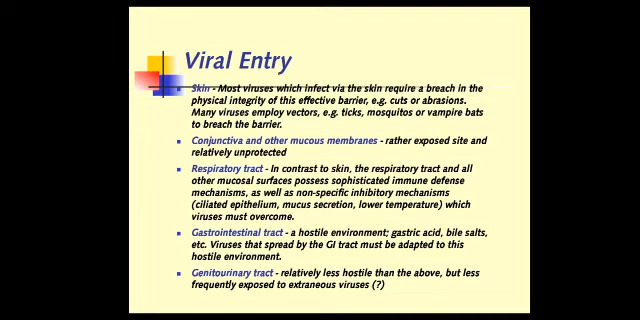 Viral Entry
Skin - Most viruses which infect via the skin require a breach in the
physical integrity of this effective barrier, e.g. cuts or abrasions.
Many viruses employ vectors, e.g. ticks, mosquitos or vampire bats
to breach the barrier.
Conjunctiva and other mucous membranes - rather exposed site and
relatively unprotected
Respiratory tract - In contrast to skin, the respiratory tract and all
other mucosal surfaces possess sophisticated immune defense
mechanisms, as well as non-specific inhibitory mechanisms
(ciliated epithelium, mucus secretion, lower temperature) which
viruses must overcome.
Gastrointestinal tract - a hostile environment; gastric acid, bile salts,
etc. Viruses that spread by the GI tract must be adapted to this
hostile environment.
Genitourinary tract - relatively less hostile than the above, but less
frequently exposed to extraneous viruses (?)